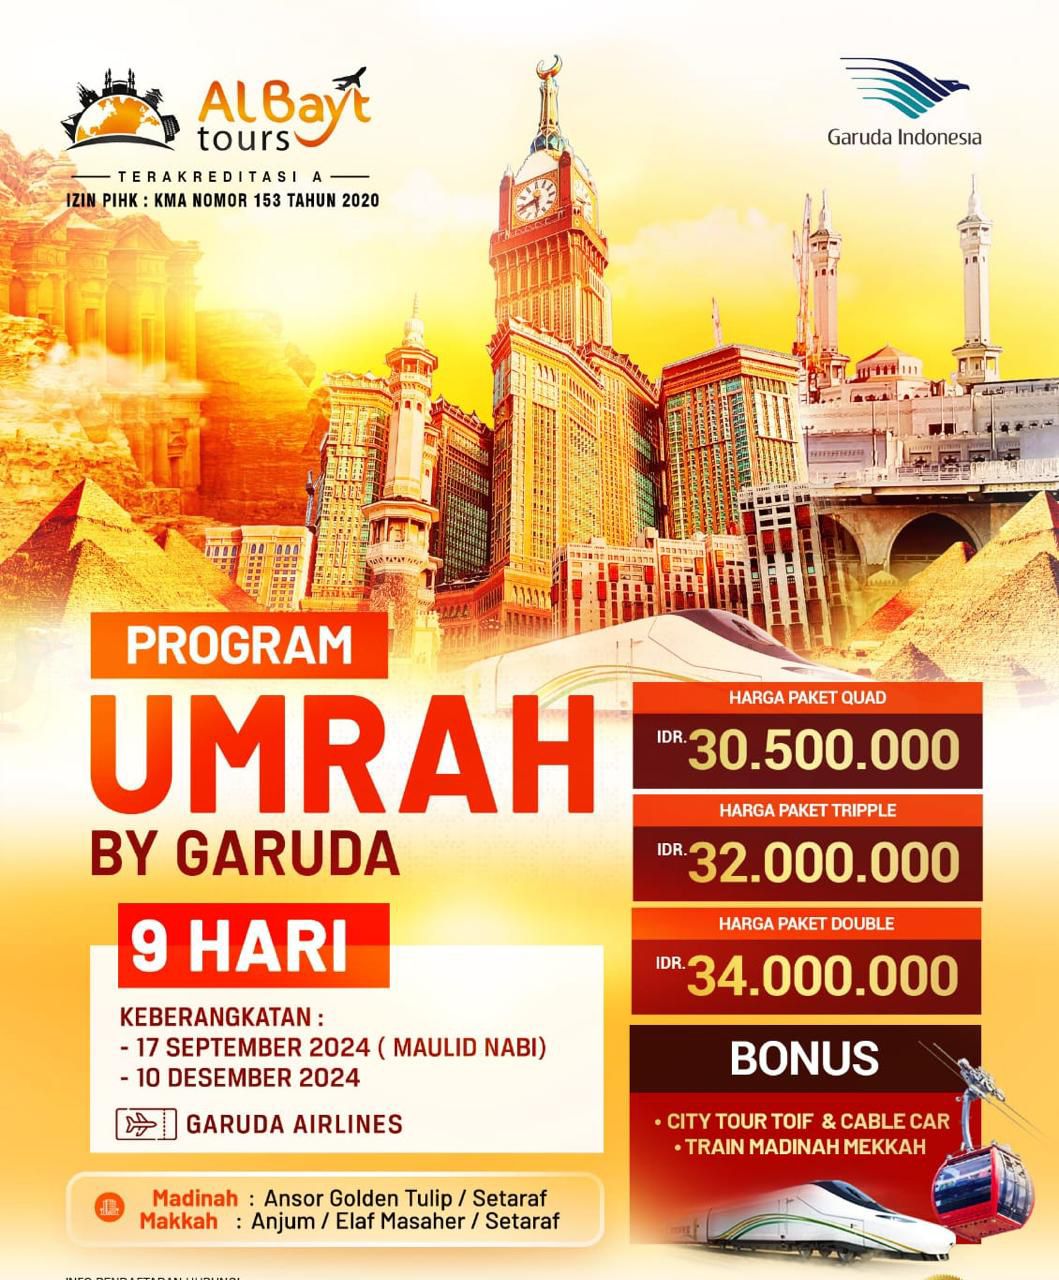 AlBayt
tours
TERAKREDITASI A
IZIN PIHK : KMA NOMOR 153 TAHUN 2020
Garuda Indonesia
PROGRAM
UMRAH
BY GARUDA
9 HARI
KEBERANGKATAN :
- 17 SEPTEMBER 2024 ( MAULID NABI)
- 10 DESEMBER 2024
GARUDA AIRLINES
Madinah : Ansor Golden Tulip / Setaraf
Makkah : Anjum / Elaf Masaher / Setaraf
HARGA PAKET QUAD
IDR.30.500.000
HARGA PAKET TRIPPLE
IDR.32.000.000
HARGA PAKET DOUBLE
IDR.34.000.000
BONUS
• CITY TOUR TOIF & CABLE CAR
• TRAIN MADINAH MEKKAH